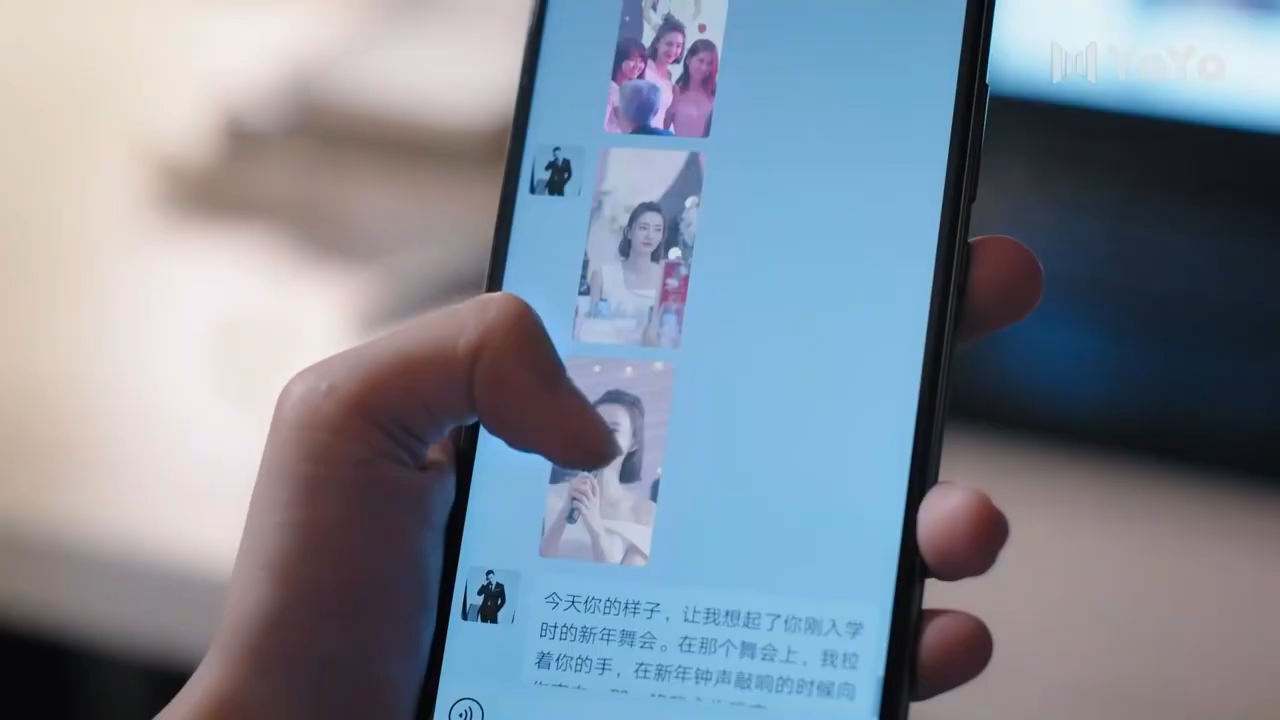 YoYo
今天你的样子，让我想起了你刚入学
时的新年舞会。在那个舞会上，我拉
着你的手，在新年钟声敲响的时候向